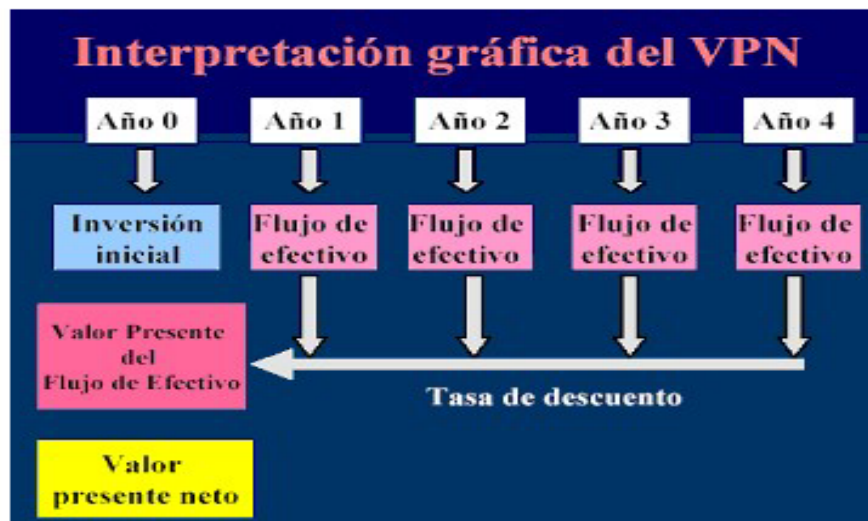 Interpretación gráfica del VPN
Año 0
Año 1
Año 2
Año 3
Año 4
Inversión
inicial
Flujo de
efectivo
Flujo de
efectivo
Flujo de
efectivo
Flujo de
efectivo
Valor Presente
del
Flujo de Efectivo
Tasa de descuento
Valor
presente neto